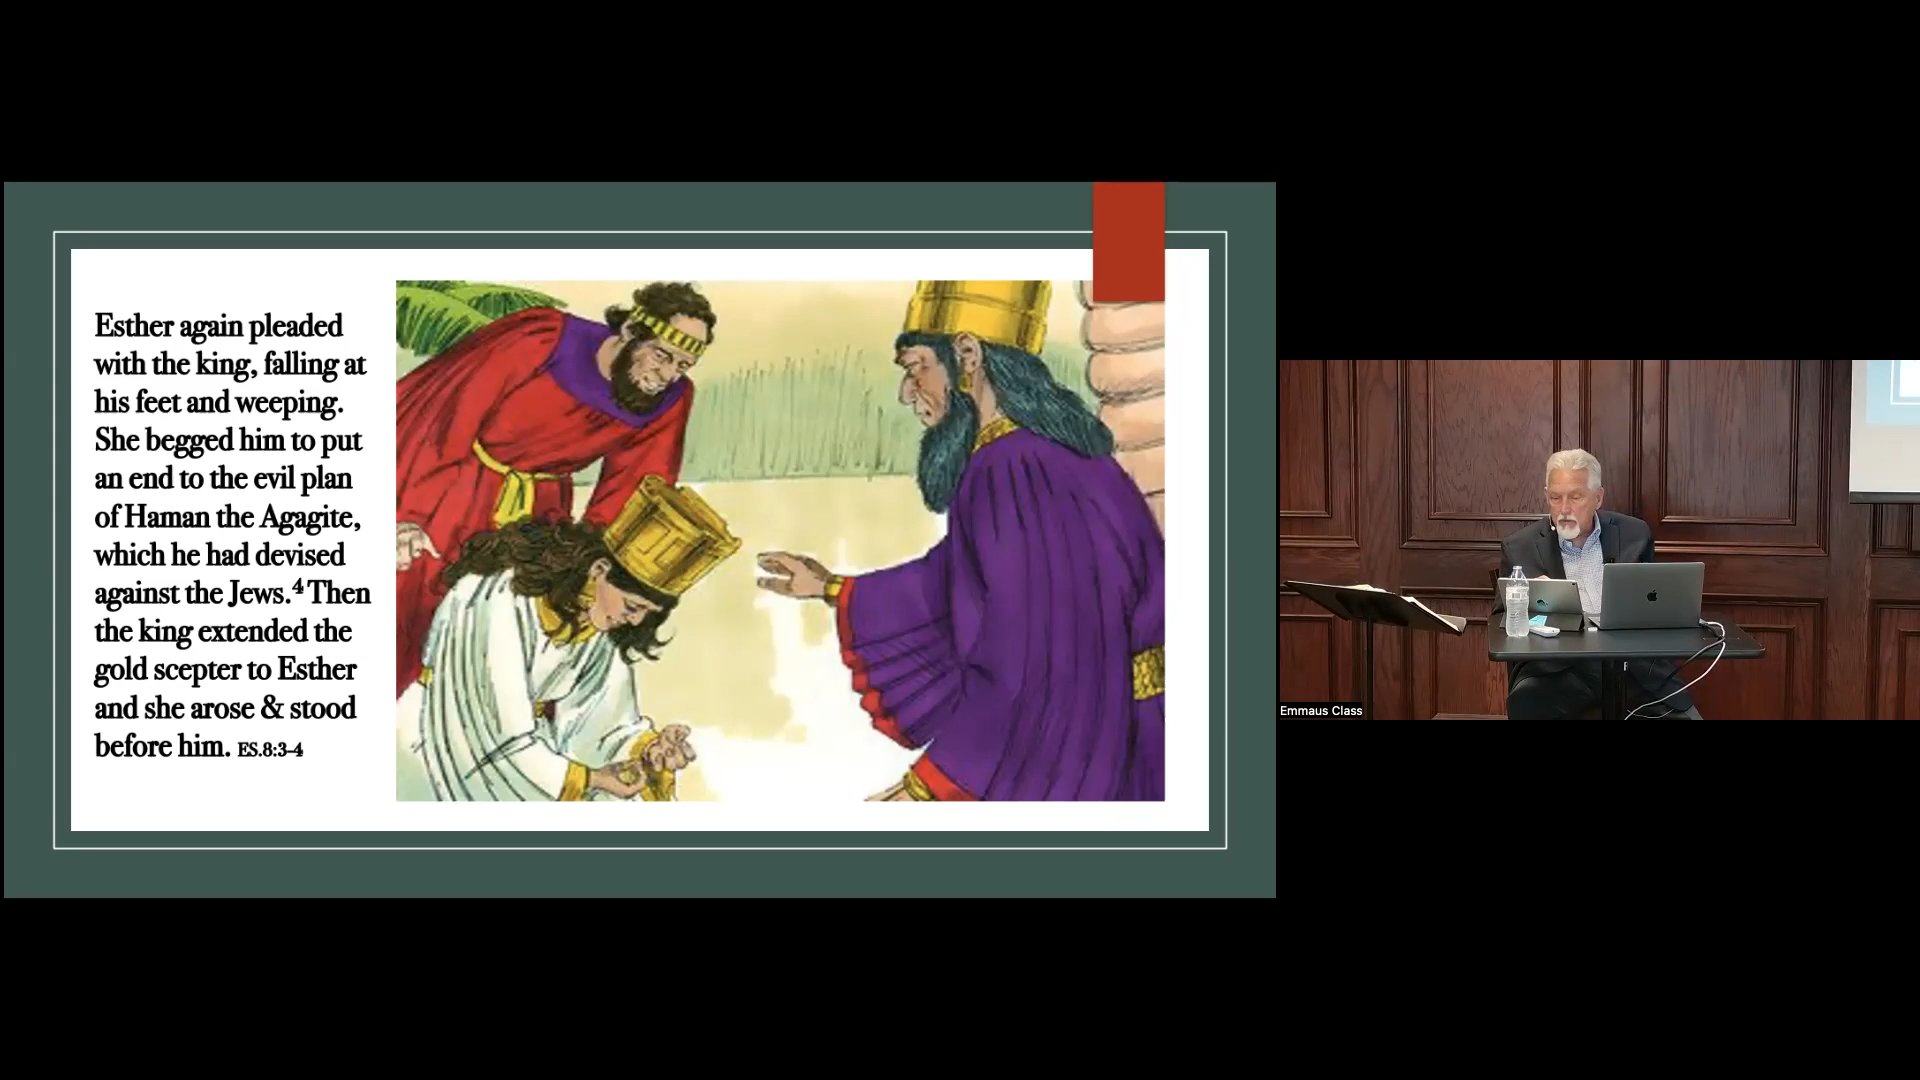 Esther again pleaded
with the king, falling at
his feet and weeping.
She begged him to put
an end to the evil plan
of Haman the Agagite,
which he had devised
against the Jews.⁴ Then
the king extended the
gold scepter to Esther
and she arose & stood
before him. ES.8:3-4
Emmaus Class